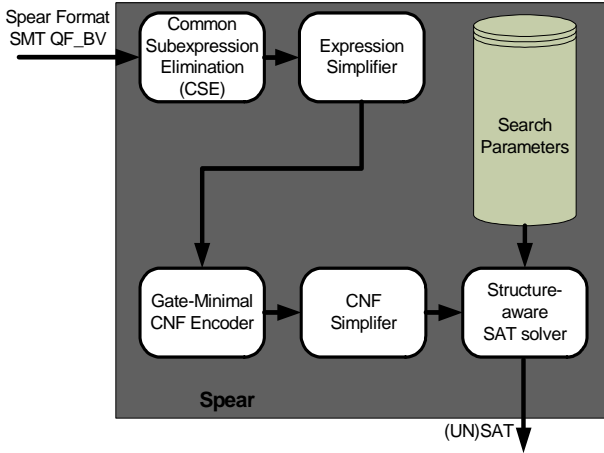 Spear Format
SMT QF_BV
Common
Subexpression
Elimination
(CSE)
Expression
Simplifier
Search
Parameters
Gate-Minimal
CNF Encoder
CNF
Simplifer
Structure-
aware
SAT solver
Spear
(UN)SAT